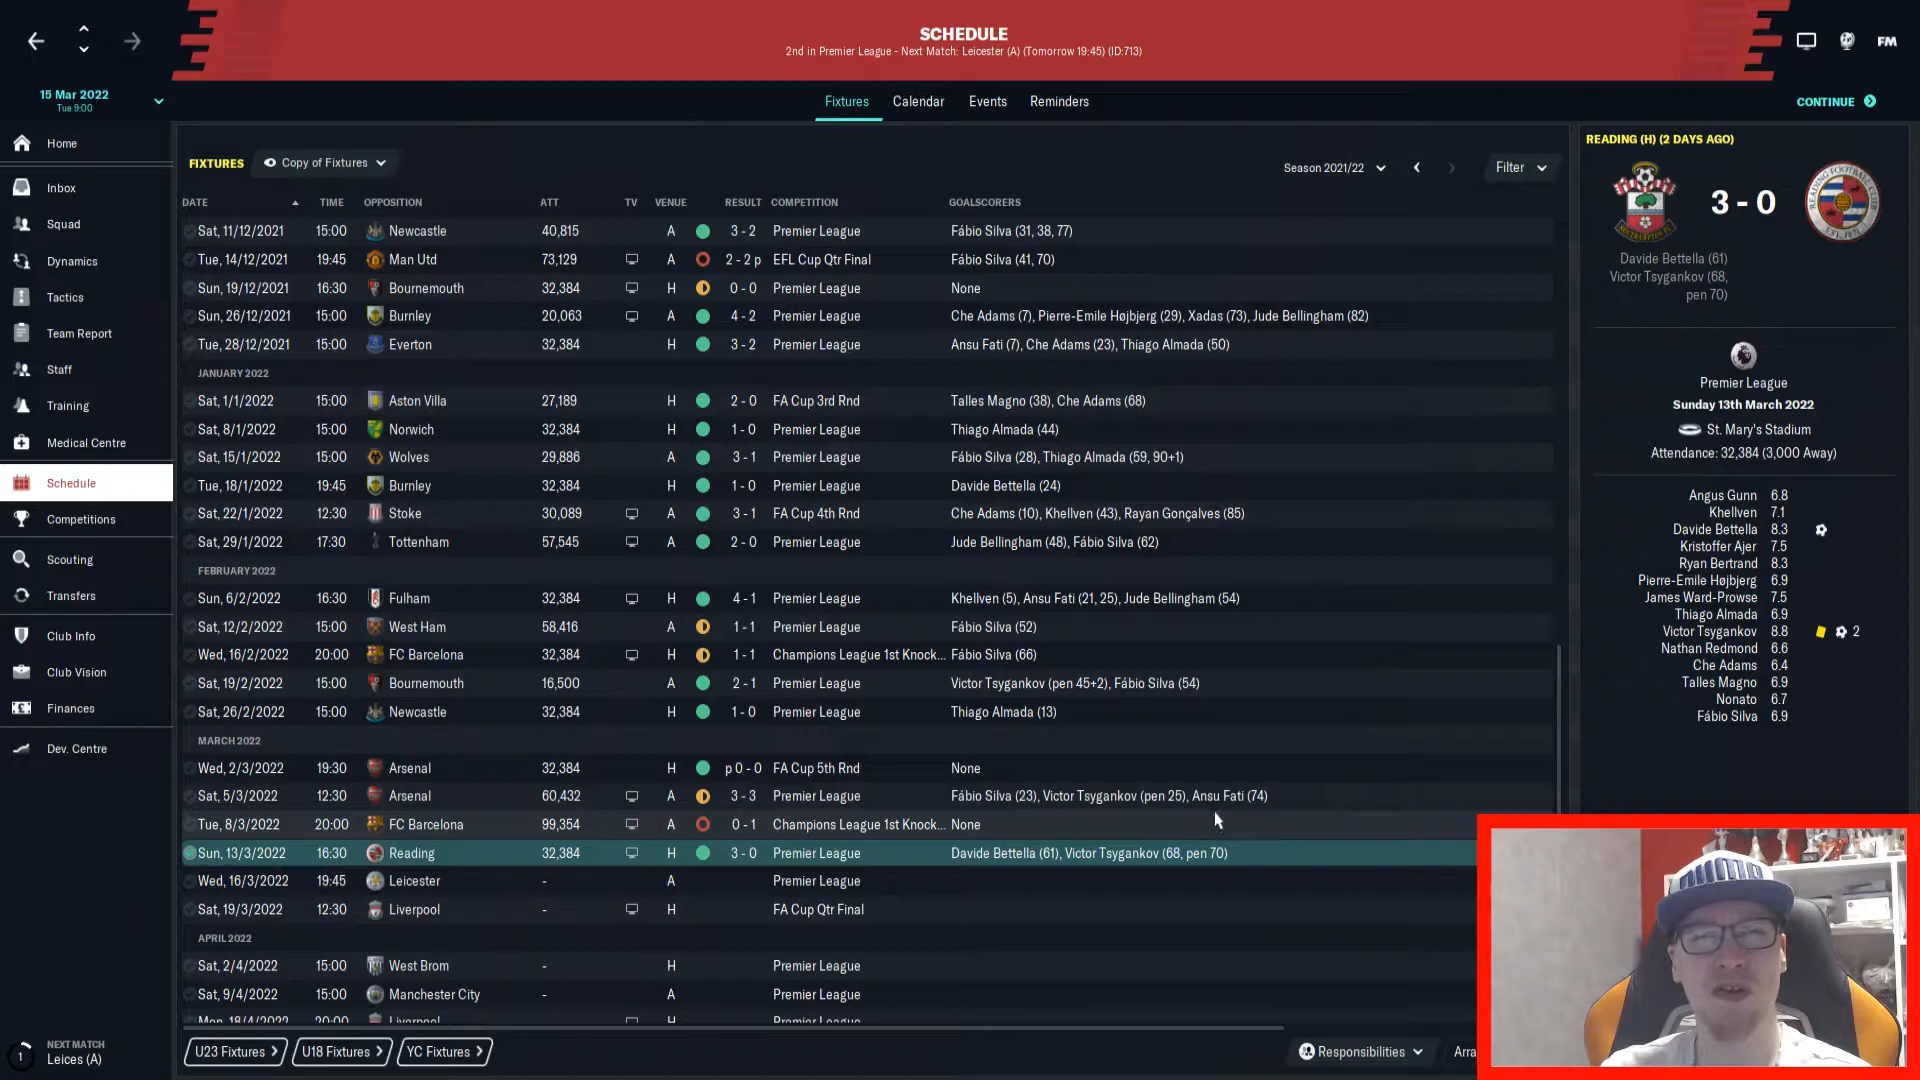 SCHEDULE
2nd in Premier League - Next Match: Leicester (A) (Tomorrow 19:45) (ID:713)
FM
15 Mar 2022
Tue 9:00
Fixtures Calendar Events Reminders
CONTINUE
Home
Inbox
Squad
Dynamics
Tactics
Team Report
Staff
Training
Medical Centre
Schedule
Competitions
Scouting
Transfers
Club Info
Club Vision
Finances
Dev. Centre
1
NEXT MATCH
Leices (A)
FIXTURES Copy of Fixtures Season 2021/22 Filter
DATE TIME OPPOSITION ATT TV VENUE RESULT COMPETITION GOALSCORERS
Sat, 11/12/2021 15:00 Newcastle 40,815 A 3 - 2 Premier League Fábio Silva (31, 38, 77)
Tue, 14/12/2021 19:45 Man Utd 73,129 A 2 - 2 p EFL Cup Qtr Final Fábio Silva (41, 70)
Sun, 19/12/2021 16:30 Bournemouth 32,384 H 0 - 0 Premier League None
Sun, 26/12/2021 15:00 Burnley 20,063 A 4 - 2 Premier League Che Adams (7), Pierre-Emile Højbjerg (29), Xadas (73), Jude Bellingham (82)
Tue, 28/12/2021 15:00 Everton 32,384 H 3 - 2 Premier League Ansu Fati (7), Che Adams (23), Thiago Almada (50)
JANUARY 2022
Sat, 1/1/2022 15:00 Aston Villa 27,189 H 2 - 0 FA Cup 3rd Rnd Talles Magno (38), Che Adams (68)
Sat, 8/1/2022 15:00 Norwich 32,384 H 1 - 0 Premier League Thiago Almada (44)
Sat, 15/1/2022 15:00 Wolves 29,886 A 3 - 1 Premier League Fábio Silva (28), Thiago Almada (59, 90+1)
Tue, 18/1/2022 19:45 Burnley 32,384 H 1 - 0 Premier League Davide Bettella (24)
Sat, 22/1/2022 12:30 Stoke 30,089 A 3 - 1 FA Cup 4th Rnd Che Adams (10), Khellven (43), Rayan Gonçalves (85)
Sat, 29/1/2022 17:30 Tottenham 57,545 A 2 - 0 Premier League Jude Bellingham (48), Fábio Silva (62)
FEBRUARY 2022
Sun, 6/2/2022 16:30 Fulham 32,384 H 4 - 1 Premier League Khellven (5), Ansu Fati (21, 25), Jude Bellingham (54)
Sat, 12/2/2022 15:00 West Ham 58,416 A 1 - 1 Premier League Fábio Silva (52)
Wed, 16/2/2022 20:00 FC Barcelona 32,384 H 1 - 1 Champions League 1st Knock... Fábio Silva (66)
Sat, 19/2/2022 15:00 Bournemouth 16,500 A 2 - 1 Premier League Victor Tsygankov (pen 45+2), Fábio Silva (54)
Sat, 26/2/2022 15:00 Newcastle 32,384 H 1 - 0 Premier League Thiago Almada (13)
MARCH 2022
Wed, 2/3/2022 19:30 Arsenal 32,384 H p 0 - 0 FA Cup 5th Rnd None
Sat, 5/3/2022 12:30 Arsenal 60,432 A 3 - 3 Premier League Fábio Silva (23), Victor Tsygankov (pen 25), Ansu Fati (74)
Tue, 8/3/2022 20:00 FC Barcelona 99,354 A 0 - 1 Champions League 1st Knock... None
Sun, 13/3/2022 16:30 Reading 32,384 H 3 - 0 Premier League Davide Bettella (61), Victor Tsygankov (68, pen 70)
Wed, 16/3/2022 19:45 Leicester - A Premier League
Sat, 19/3/2022 12:30 Liverpool - H FA Cup Qtr Final
APRIL 2022
Sat, 2/4/2022 15:00 West Brom - H Premier League
Sat, 9/4/2022 15:00 Manchester City - A Premier League
Mon, 18/4/2022 20:00 Liverpool H Premier League
U23 Fixtures U18 Fixtures YC Fixtures Responsibilities Arra
READING (H) (2 DAYS AGO)
3 - 0
Davide Bettella (61)
Victor Tsygankov (68,
pen 70)
Premier League
Sunday 13th March 2022
St. Mary's Stadium
Attendance: 32,384 (3,000 Away)
Angus Gunn 6.8
Khellven 7.1
Davide Bettella 8.3
Kristoffer Ajer 7.5
Ryan Bertrand 8.3
Pierre-Emile Højbjerg 6.9
James Ward-Prowse 7.5
Thiago Almada 6.9
Victor Tsygankov 8.8 2
Nathan Redmond 6.6
Che Adams 6.4
Talles Magno 6.9
Nonato 6.7
Fábio Silva 6.9